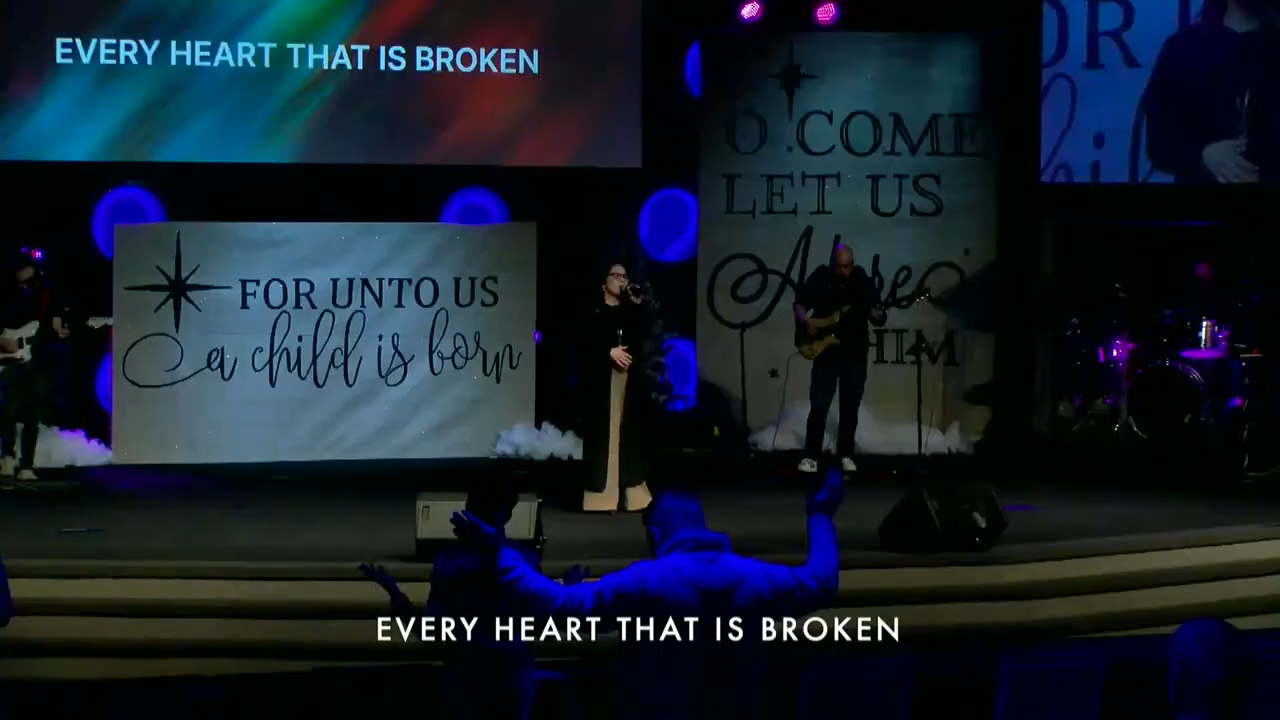 EVERY HEART THAT IS BROKEN
O COME
LET US
HIM
FOR UNTO US
a child is born
EVERY HEART THAT IS BROKEN